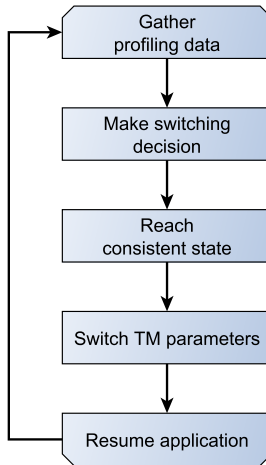 Gather
profiling data
Make switching
decision
Reach
consistent state
Switch TM parameters
Resume application